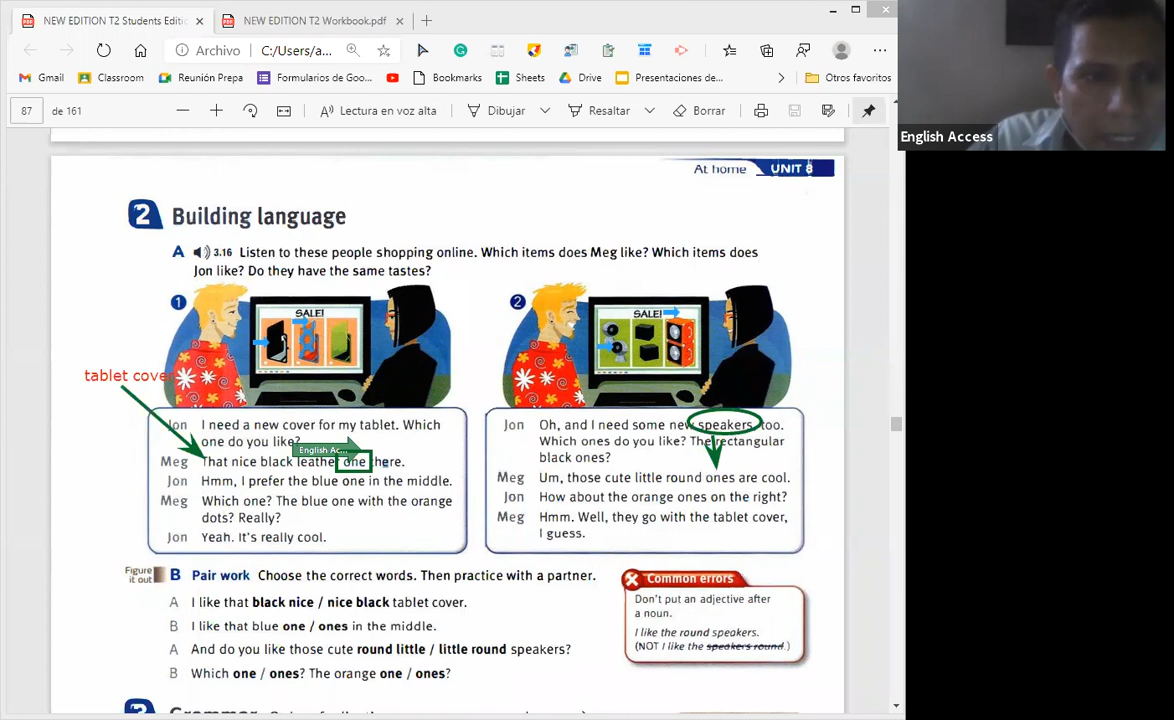 NEW EDITION T2 Students Editi
NEW EDITION T2 Workbook.pdf
Archivo
C:/Users/a...
Gmail
Classroom
Reunión Prepa
Formularios de Goo...
Bookmarks
Sheets
Drive
Presentaciones de...
Otros favoritos
87 de 161
Lectura en voz alta
Dibujar
Resaltar
Borrar
English Access
At home UNIT 8
2 Building language
A 3.16 Listen to these people shopping online. Which items does Meg like? Which items does
Jon like? Do they have the same tastes?
1
SALE!
2
SALE!
tablet cove
Jon I need a new cover for my tablet. Which
one do you like?
English Ac...
Meg That nice black leather one there.
Jon Hmm, I prefer the blue one in the middle.
Meg Which one? The blue one with the orange
dots? Really?
Jon Yeah. It's really cool.
Jon Oh, and I need some new speakers, too.
Which ones do you like? The rectangular
black ones?
Meg Um, those cute little round ones are cool.
Jon How about the orange ones on the right?
Meg Hmm. Well, they go with the tablet cover,
I guess.
Figure
it out
B Pair work Choose the correct words. Then practice with a partner.
A I like that black nice / nice black tablet cover.
B I like that blue one / ones in the middle.
A And do you like those cute round little / little round speakers?
B Which one / ones? The orange one / ones?
Common errors
Don't put an adjective after
a noun.
I like the round speakers.
(NOT I like the speakers round.)
3 Grammar